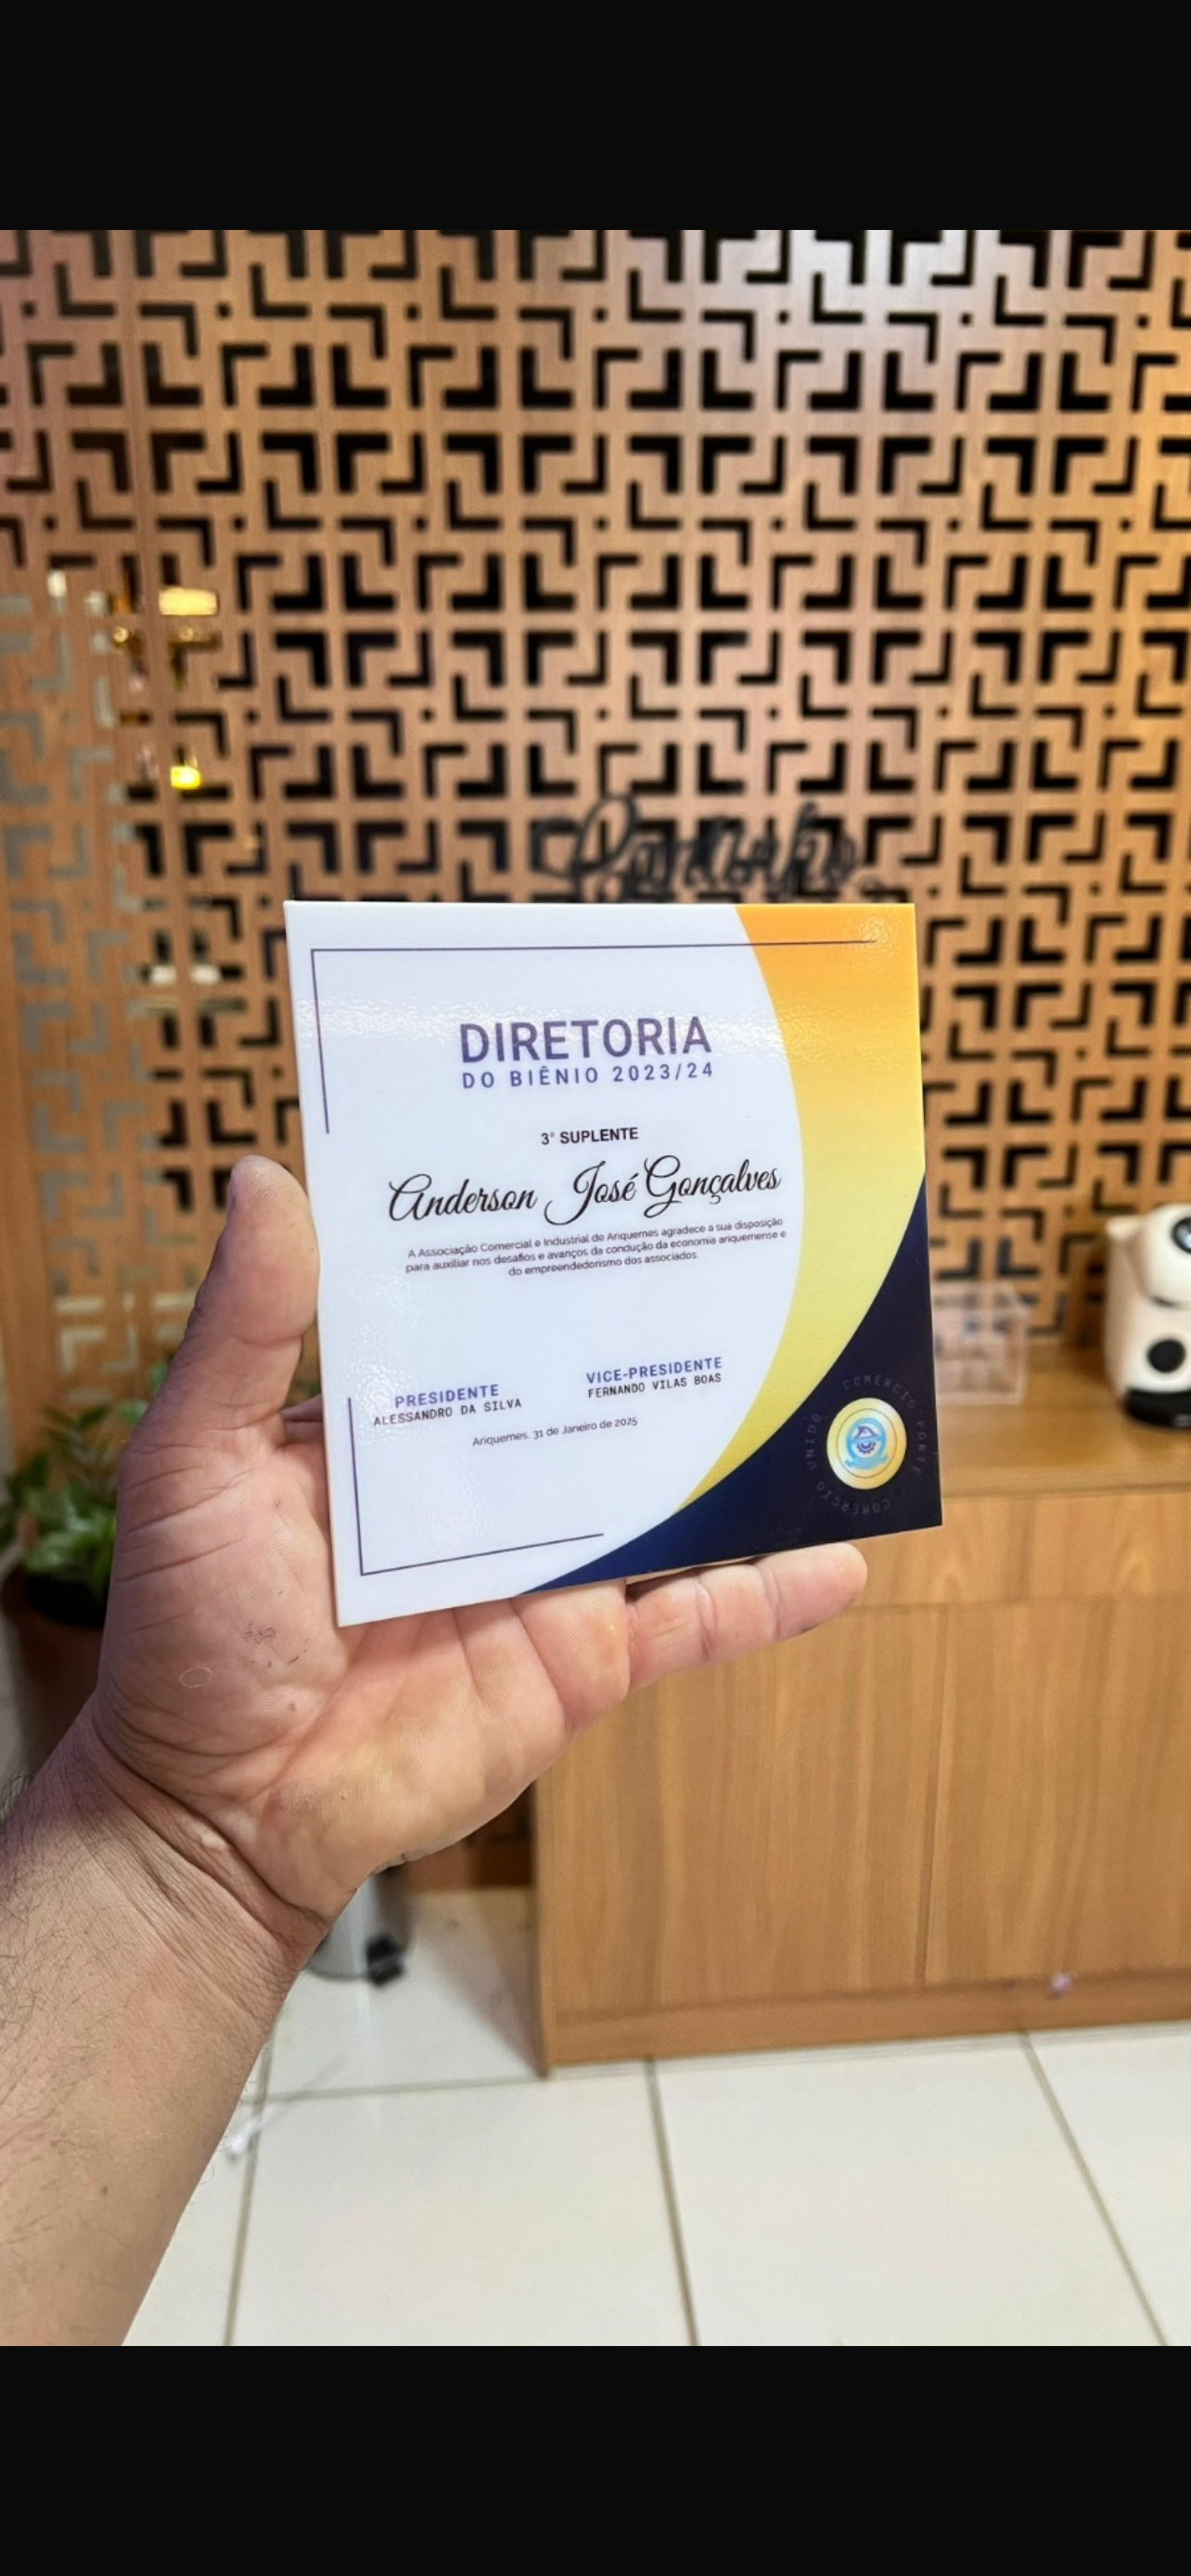 Cantinho
DIRETORIA
DO BIÊNIO 2023/24
3° SUPLENTE
Anderson José Gonçalves
A Associação Comercial e Industrial de Ariquemes agradece a sua disposição
para auxiliar nos desafios e avanços da condução da economia ariquemense e
do empreendedorismo dos associados.
PRESIDENTE
ALESSANDRO DA SILVA
VICE-PRESIDENTE
FERNANDO VILAS BOAS
Ariquemes, 31 de Janeiro de 2025
COMÉRCIO FORTE
COMÉRCIO UNIDO